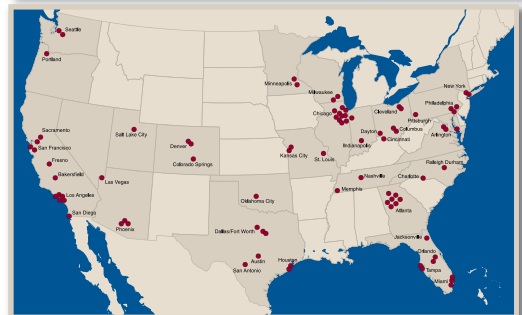 Seattle
Portland
Minneapolis
Milwaukee
New York
Chicago
Cleveland
Philadelphia
Pittsburgh
Sacramento
Salt Lake City
Dayton
Columbus
Arlington
San Francisco
Denver
Indianapolis
Cincinnati
Fresno
Colorado Springs
Kansas City
St. Louis
Raleigh Durham
Bakersfield
Las Vegas
Nashville
Charlotte
Los Angeles
Memphis
Oklahoma City
San Diego
Phoenix
Atlanta
Dallas/Fort Worth
Jacksonville
Orlando
Austin
Houston
San Antonio
Tampa
Miami